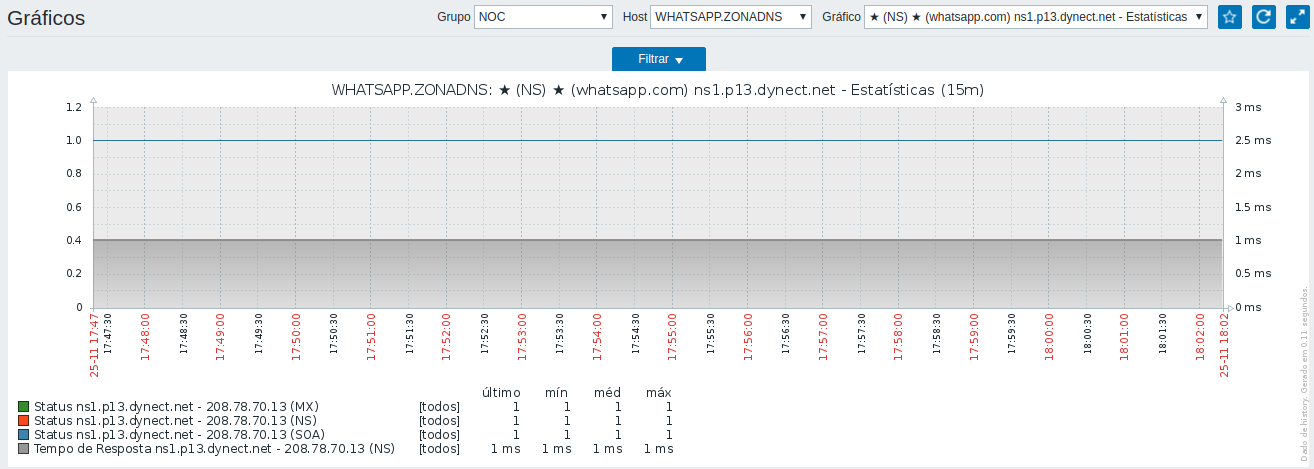 Gráficos Grupo NOC Host WHATSAPP.ZONADNS Gráfico ★ (NS) ★ (whatsapp.com) ns1.p13.dynect.net - Estatísticas
Filtrar
WHATSAPP.ZONADNS: ★ (NS) ★ (whatsapp.com) ns1.p13.dynect.net - Estatísticas (15m)
1.2 3 ms
1.0 2.5 ms
0.8 2 ms
0.6 1.5 ms
0.4 1 ms
0.2 0.5 ms
0 0 ms
25-11 17:47 17:47:30 17:48:00 17:48:30 17:49:00 17:49:30 17:50:00 17:50:30 17:51:00 17:51:30 17:52:00 17:52:30 17:53:00 17:53:30 17:54:00 17:54:30 17:55:00 17:55:30 17:56:00 17:56:30 17:57:00 17:57:30 17:58:00 17:58:30 17:59:00 17:59:30 18:00:00 18:00:30 18:01:00 18:01:30 18:02:00 25-11 18:02
último mín méd máx
Status ns1.p13.dynect.net - 208.78.70.13 (MX) [todos] 1 1 1 1
Status ns1.p13.dynect.net - 208.78.70.13 (NS) [todos] 1 1 1 1
Status ns1.p13.dynect.net - 208.78.70.13 (SOA) [todos] 1 1 1 1
Tempo de Resposta ns1.p13.dynect.net - 208.78.70.13 (NS) [todos] 1 ms 1 ms 1 ms 1 ms
Dado de history. Gerado em 0.11 segundos.